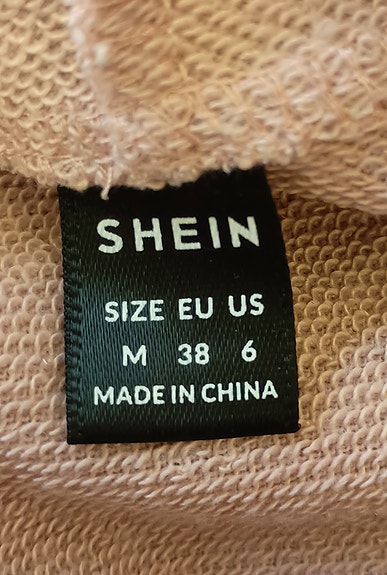 SHEIN
SIZE EU US
M 38 6
MADE IN CHINA